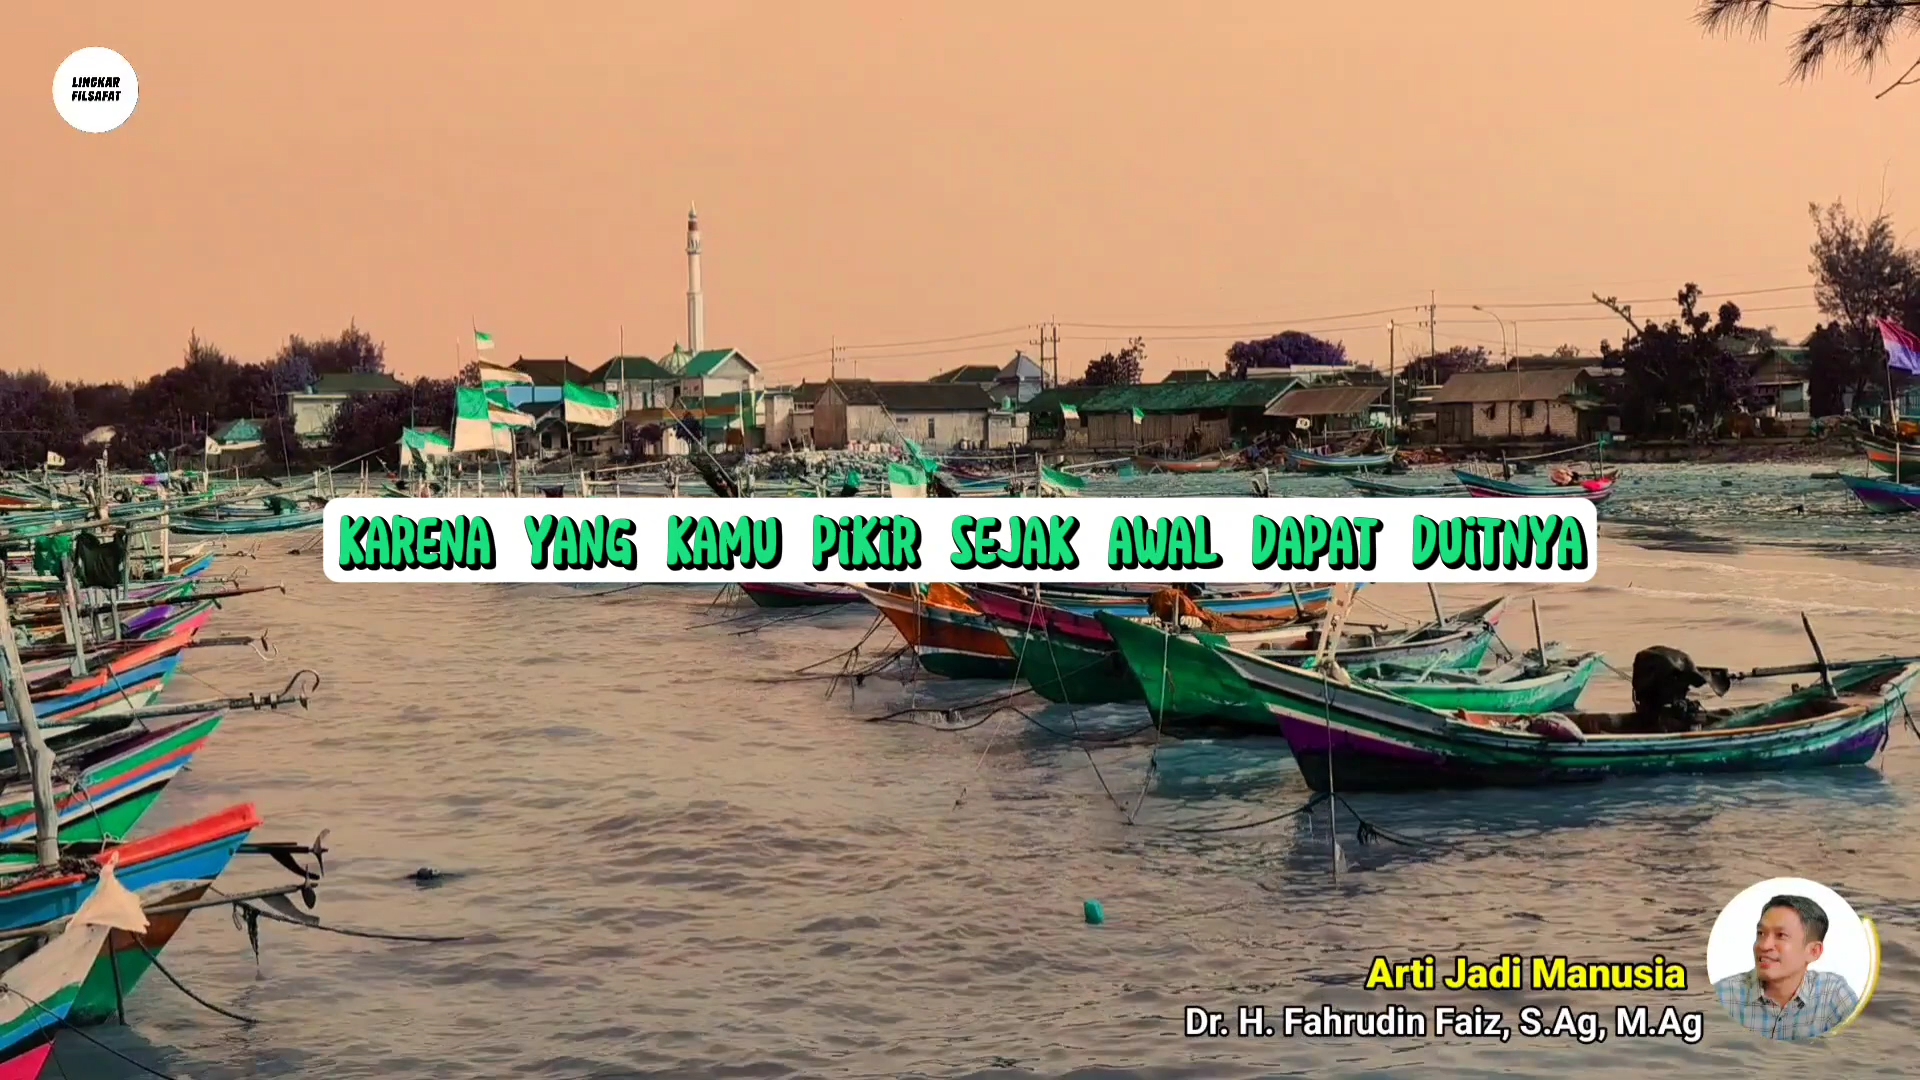 LINGKAR
FILSAFAT
KARENA YANG KAMU PiKiR SEJAK AWAL DAPAT DUiTNYA
Arti Jadi Manusia
Dr. H. Fahrudin Faiz, S.Ag, M.Ag